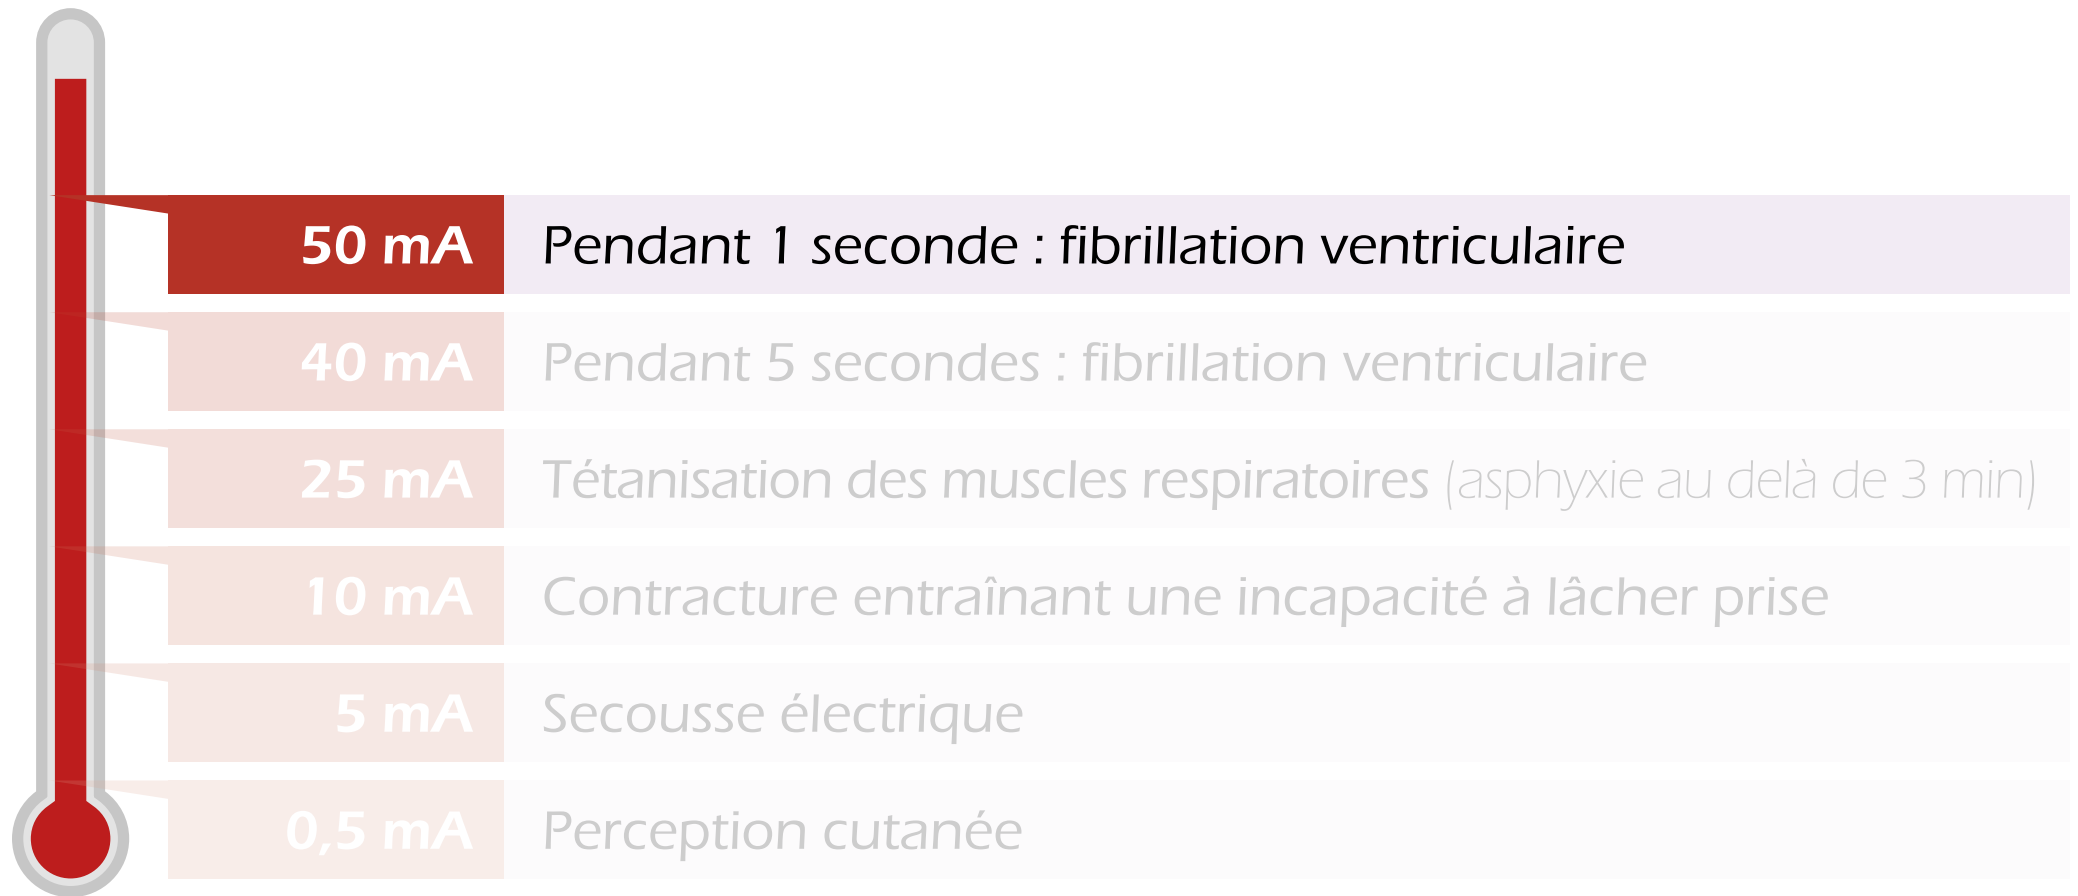 50 mA Pendant 1 seconde : fibrillation ventriculaire
40 mA Pendant 5 secondes : fibrillation ventriculaire
25 mA Tétanisation des muscles respiratoires (asphyxie au delà de 3 min)
10 mA Contracture entraînant une incapacité à lâcher prise
5 mA Secousse électrique
0,5 mA Perception cutanée